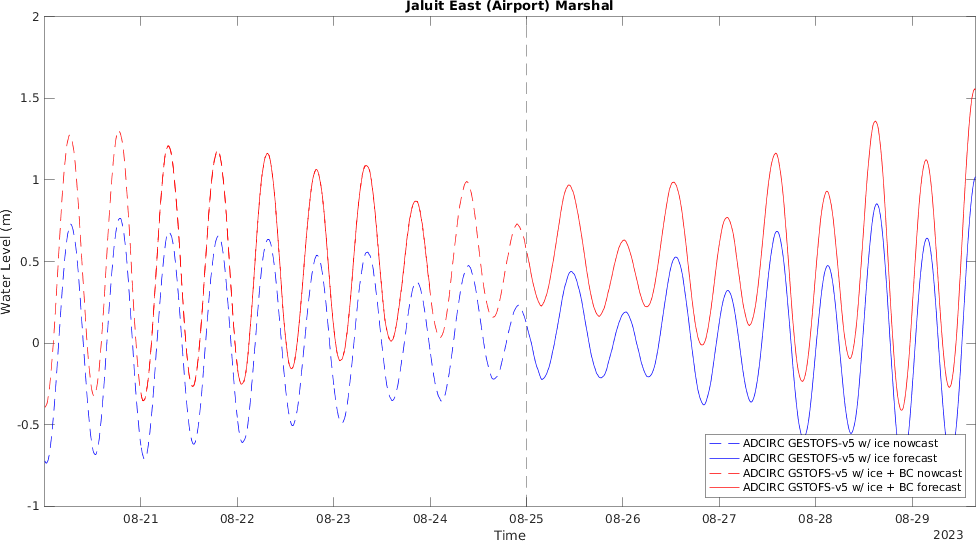 Jaluit East (Airport) Marshal
Water Level (m)
2
1.5
1
0.5
0
-0.5
-1
ADCIRC GESTOFS-v5 w/ ice nowcast
ADCIRC GESTOFS-v5 w/ ice forecast
ADCIRC GSTOFS-v5 w/ ice + BC nowcast
ADCIRC GSTOFS-v5 w/ ice + BC forecast
08-21 08-22 08-23 08-24 08-25 08-26 08-27 08-28 08-29
Time
2023